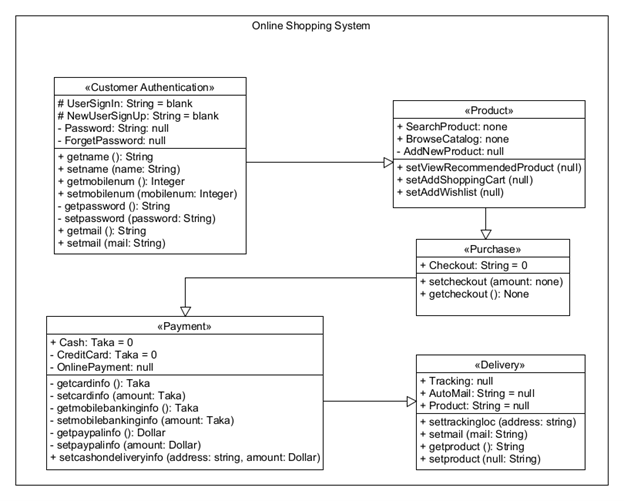 Online Shopping System
«Customer Authentication»
# UserSignIn: String = blank
# NewUserSignUp: String = blank
- Password: String: null
- ForgetPassword: null
+ getname (): String
+ setname (name: String)
+ getmobilenum (): Integer
+ setmobilenum (mobilenum: Integer)
- getpassword (): String
- setpassword (password: String)
+ getmail (): String
+ setmail (mail: String)
«Product»
+ SearchProduct: none
+ BrowseCatalog: none
- AddNewProduct: null
+ setViewRecommendedProduct (null)
+ setAddShoppingCart (null)
+ setAddWishlist (null)
«Purchase»
+ Checkout: String = 0
+ setcheckout (amount: none)
+ getcheckout (): None
«Payment»
+ Cash: Taka = 0
- CreditCard: Taka = 0
- OnlinePayment: null
- getcardinfo (): Taka
- setcardinfo (amount: Taka)
- getmobilebankinginfo (): Taka
- setmobilebankinginfo (amount: Taka)
- getpaypalinfo (): Dollar
- setpaypalinfo (amount: Dollar)
+ setcashondeliveryinfo (address: string, amount: Dollar)
«Delivery»
+ Tracking: null
+ AutoMail: String = null
+ Product: String = null
+ settrackingloc (address: string)
+ setmail (mail: String)
+ getproduct (): String
+ setproduct (null: String)